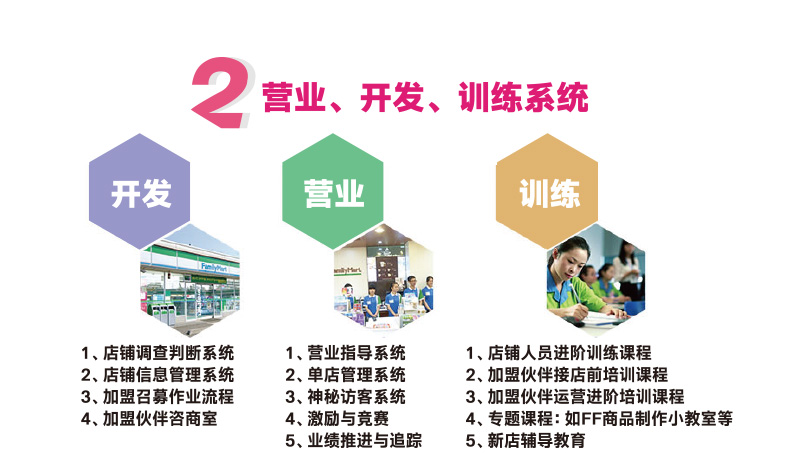 2 营业、开发、训练系统
开发
营业
训练
FamilyMart
FamilyMart
1、店铺调查判断系统
2、店铺信息管理系统
3、加盟召募作业流程
4、加盟伙伴咨商室
1、营业指导系统
2、单店管理系统
3、神秘访客系统
4、激励与竞赛
5、业绩推进与追踪
1、店铺人员进阶训练课程
2、加盟伙伴接店前培训课程
3、加盟伙伴运营进阶培训课程
4、专题课程：如FF商品制作小教室等
5、新店辅导教育